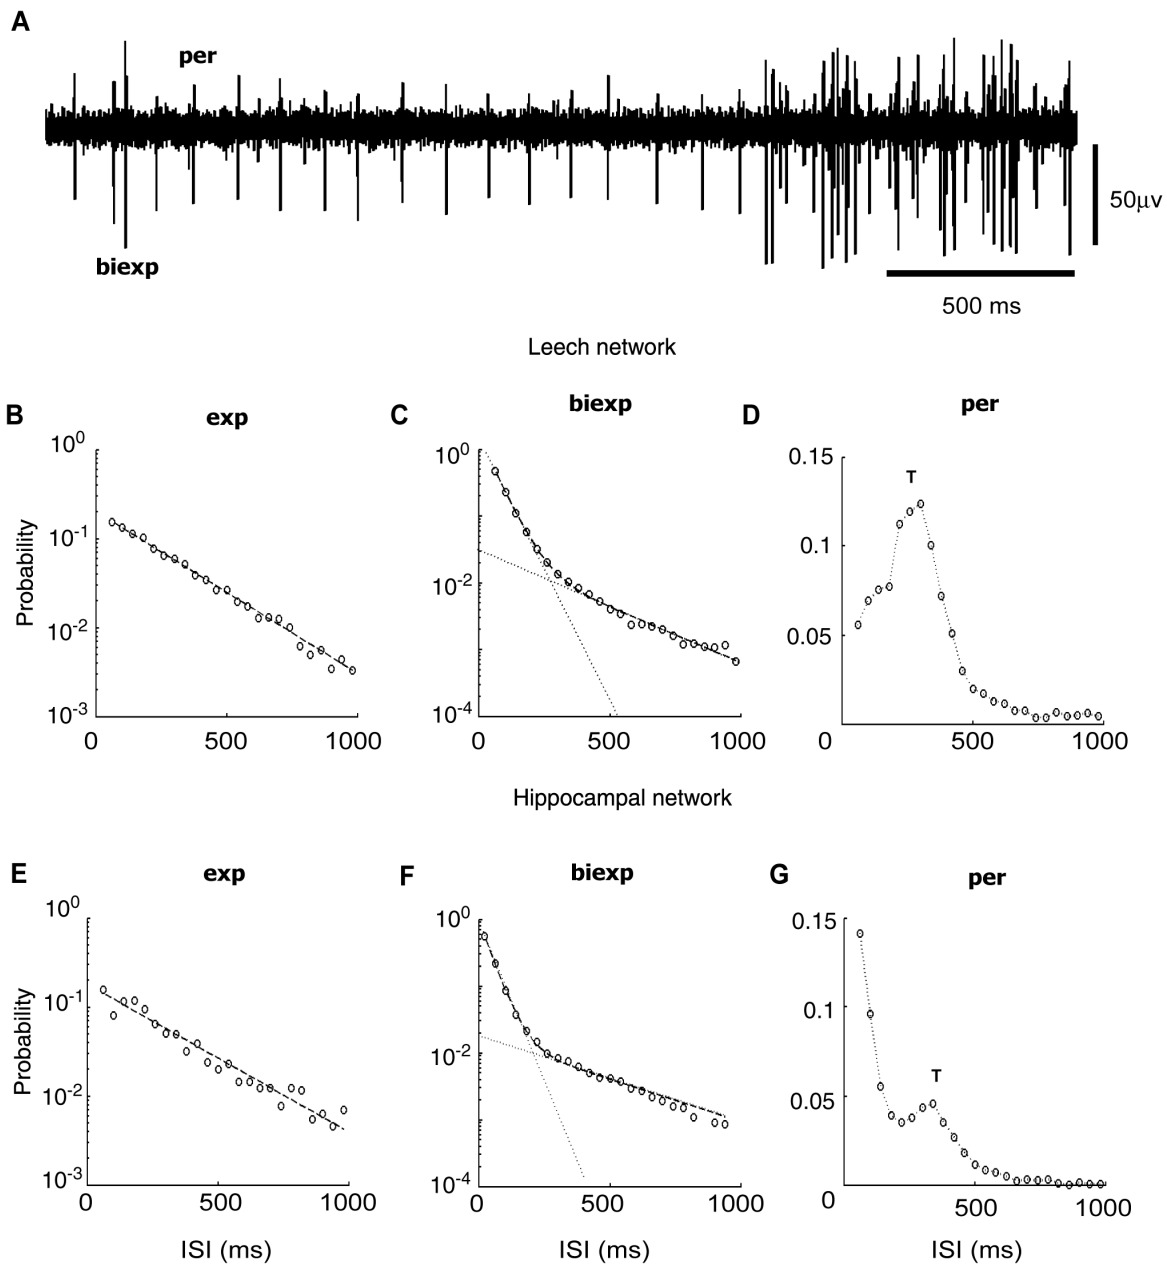 A
per
biexp
50μv
500 ms
Leech network
B exp C biexp D per
Probability
10^0
10^-1
10^-2
10^-3
0 500 1000
10^0
10^-2
10^-4
0 500 1000
0.15
T
0.1
0.05
0 500 1000
Hippocampal network
E exp F biexp G per
Probability
10^0
10^-1
10^-2
10^-3
0 500 1000
ISI (ms)
10^0
10^-2
10^-4
0 500 1000
ISI (ms)
0.15
0.1
T
0.05
0 500 1000
ISI (ms)